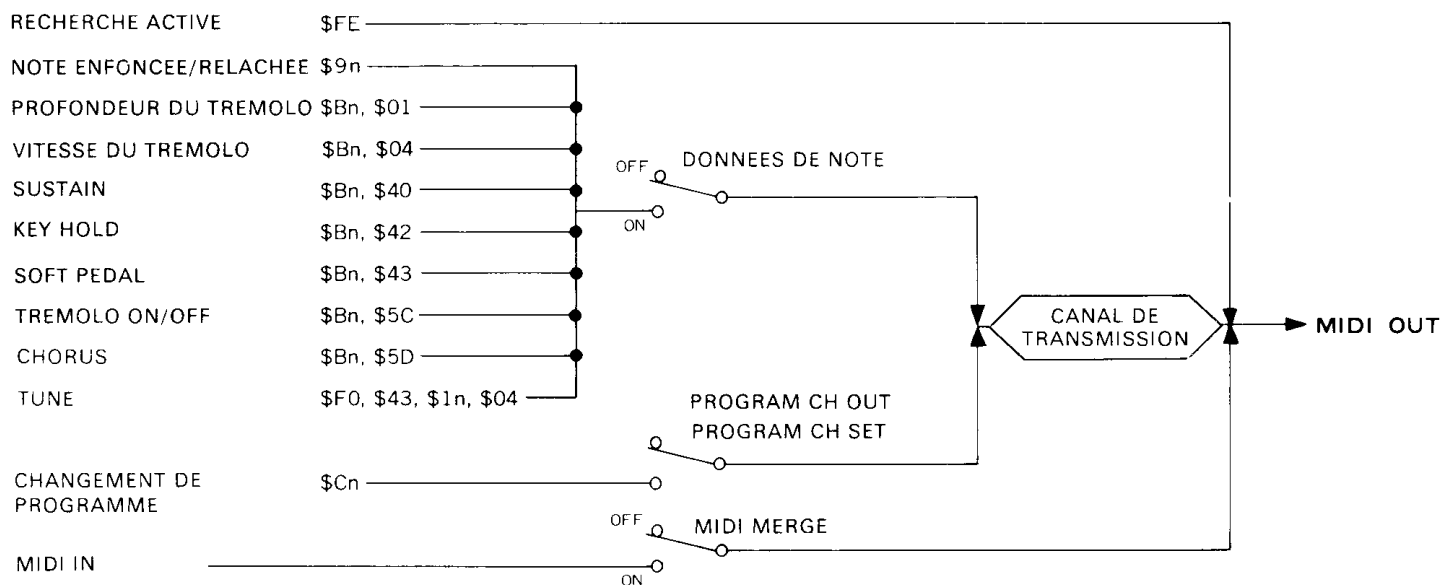 RECHERCHE ACTIVE $FE
NOTE ENFONCEE/RELACHEE $9n
PROFONDEUR DU TREMOLO $Bn, $01
VITESSE DU TREMOLO $Bn, $04
OFF DONNEES DE NOTE
SUSTAIN $Bn, $40
ON
KEY HOLD $Bn, $42
SOFT PEDAL $Bn, $43
TREMOLO ON/OFF $Bn, $5C
CANAL DE
TRANSMISSION
MIDI OUT
CHORUS $Bn, $5D
TUNE $F0, $43, $1n, $04
PROGRAM CH OUT
PROGRAM CH SET
CHANGEMENT DE
PROGRAMME
$Cn
OFF MIDI MERGE
MIDI IN
ON